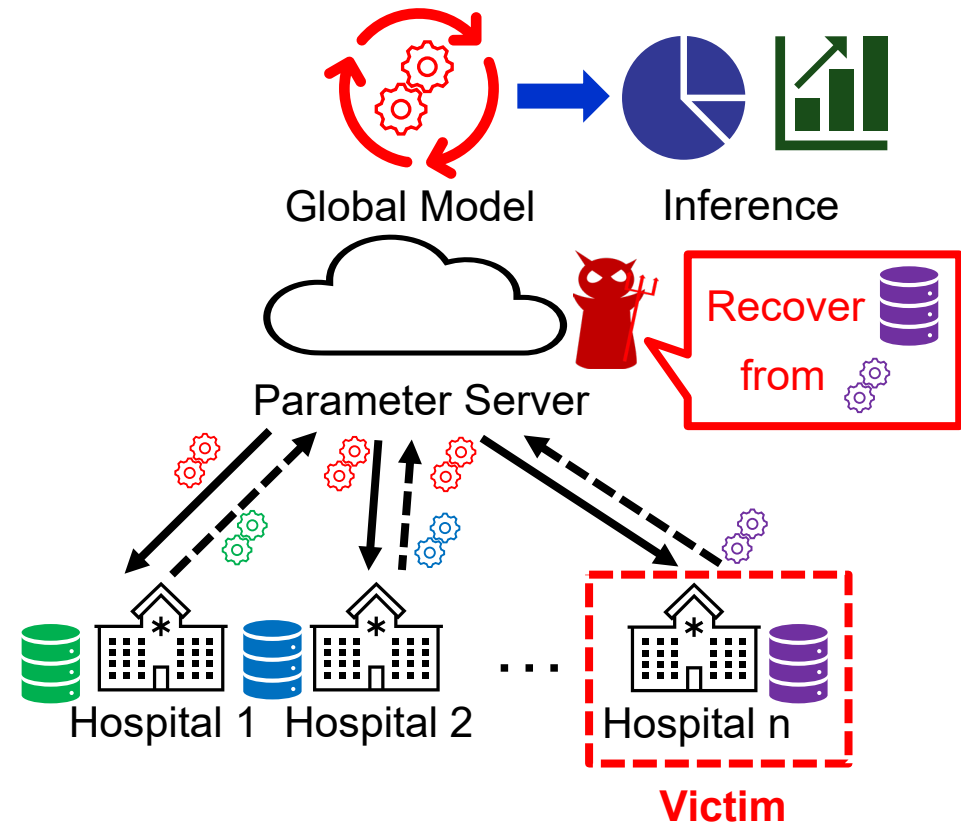 Global Model
Inference
Recover
from
Parameter Server
...
Hospital 1
Hospital 2
Hospital n
Victim